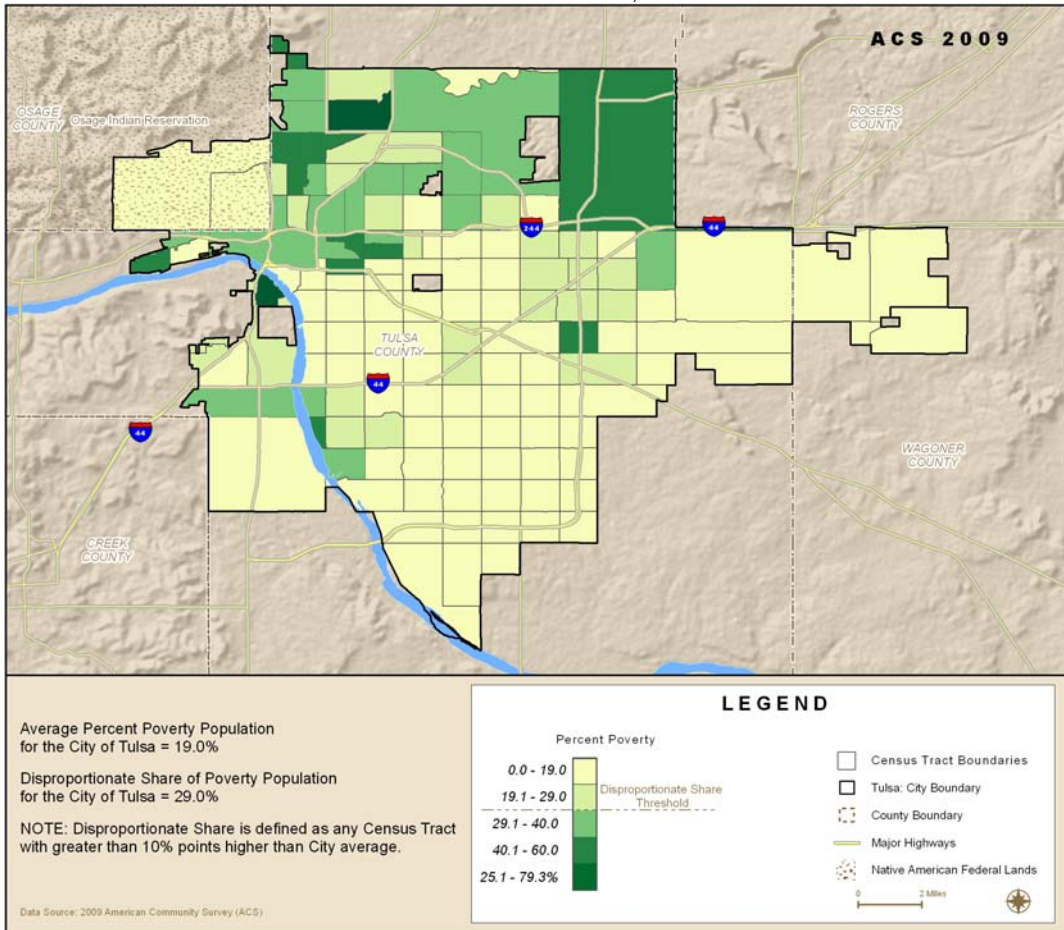 ACS 2009
OSAGE
COUNTY
Osage Indian Reservation
ROGERS
COUNTY
244
44
TULSA
COUNTY
44
44
WAGONER
COUNTY
CREEK
COUNTY
Average Percent Poverty Population
for the City of Tulsa = 19.0%
Disproportionate Share of Poverty Population
for the City of Tulsa = 29.0%
NOTE: Disproportionate Share is defined as any Census Tract
with greater than 10% points higher than City average.
Data Source: 2009 American Community Survey (ACS)
LEGEND
Percent Poverty
0.0 - 19.0
19.1 - 29.0
Disproportionate Share
Threshold
29.1 - 40.0
40.1 - 60.0
25.1 - 79.3%
Census Tract Boundaries
Tulsa: City Boundary
County Boundary
Major Highways
Native American Federal Lands
0 2 Miles